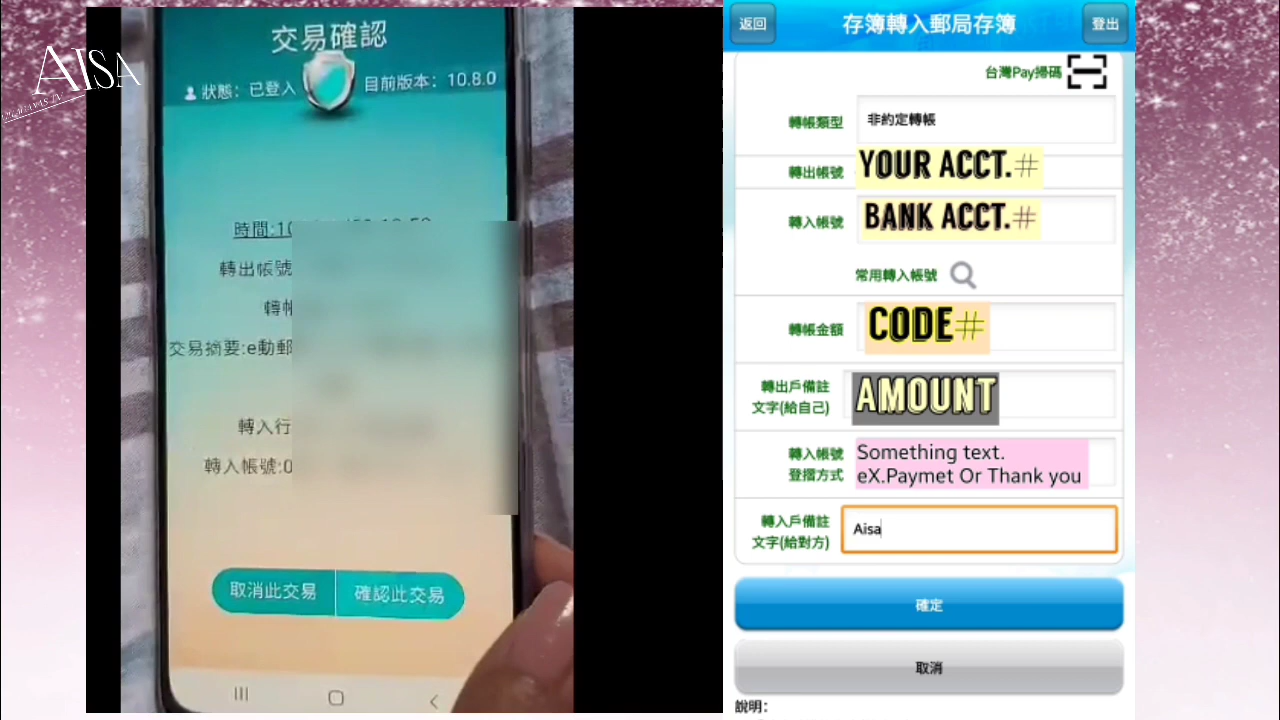 AISA
交易確認
狀態：已登入
目前版本：10.8.0
時間:10
轉出帳號
轉帳
交易摘要:e動郵
轉入行
轉入帳號:0
取消此交易
確認此交易
返回
存簿轉入郵局存簿
登出
台灣Pay掃碼
轉帳類型
非約定轉帳
轉出帳號
YOUR ACCT.#
轉入帳號
BANK ACCT.#
常用轉入帳號
轉帳金額
CODE#
轉出戶備註
文字(給自己)
AMOUNT
轉入帳號
登摺方式
Something text.
eX.Paymet Or Thank you
轉入戶備註
文字(給對方)
Aisa
確定
取消
說明：